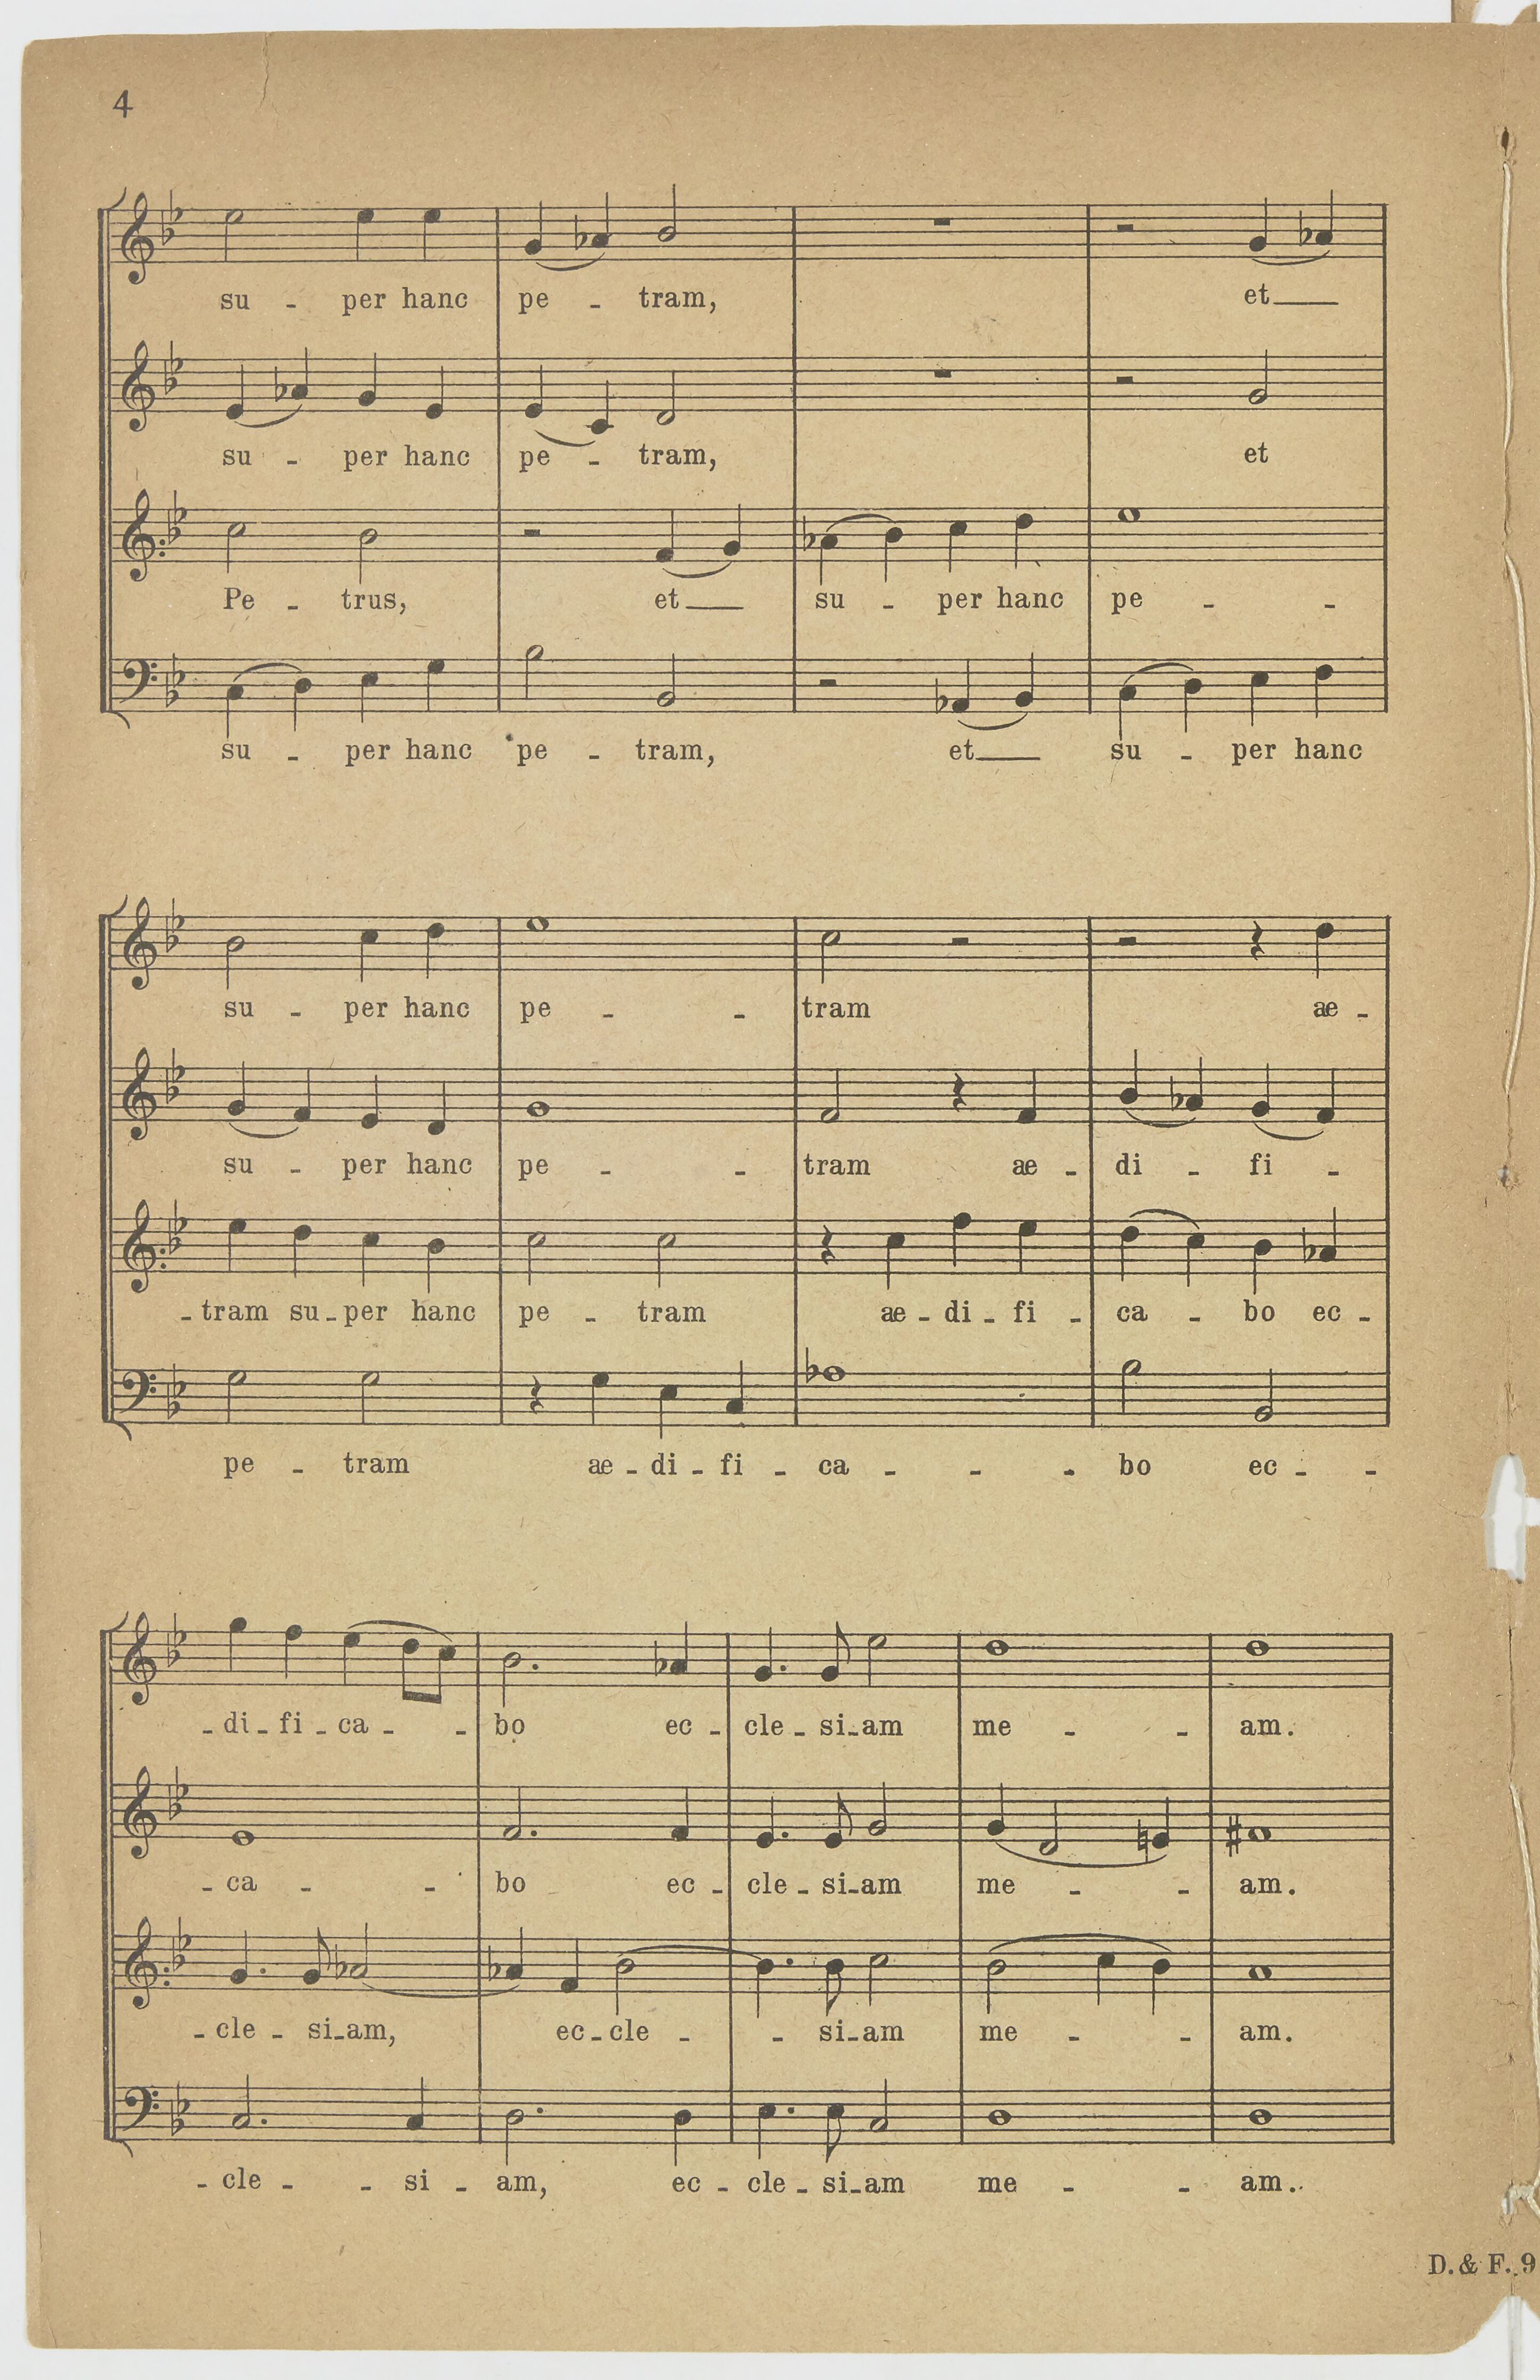 4
su - per hanc pe - tram, et
su - per hanc pe - tram, et
Pe - trus, et su - per hanc pe - -
su - per hanc pe - tram, et su - per hanc
su - per hanc pe - - tram ae -
su - per hanc pe - - tram ae - di - fi -
- tram su - per hanc pe - tram ae - di - fi - ca - bo ec -
pe - tram ae - di - fi - ca - - - bo ec - -
- di - fi - ca - - bo ec - cle - si - am me - - am.
- ca - - bo ec - cle - si - am me - - am.
- cle - si - am, ec - cle - - si - am me - - am.
- cle - - si - am, ec - cle - si - am me - - am.
D. & F. 9